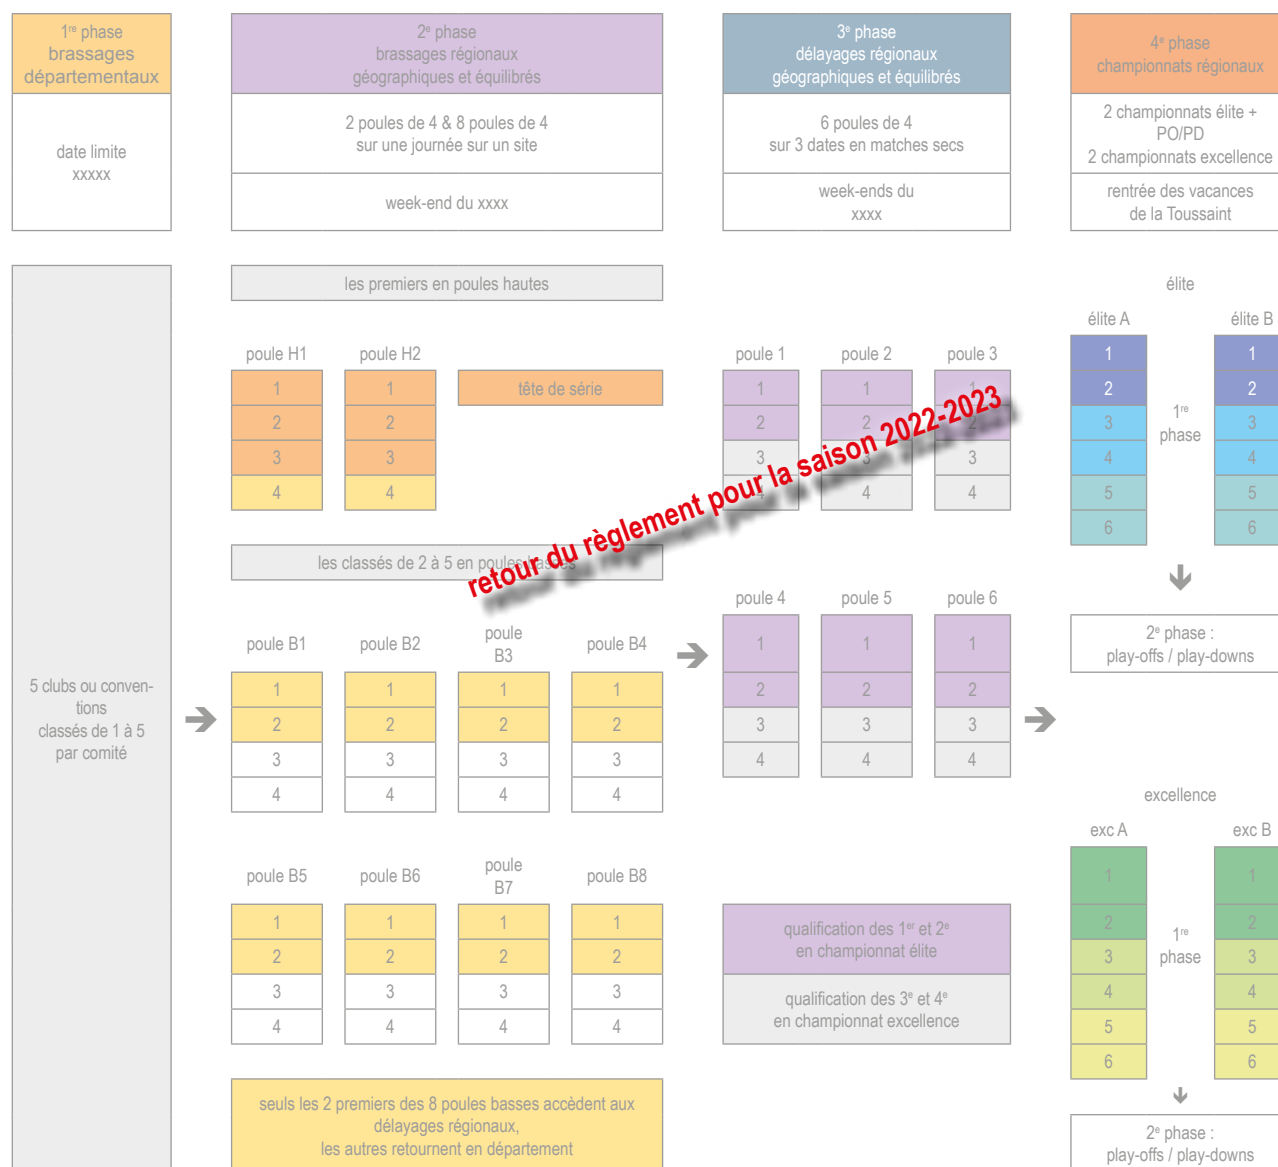 1re phase
brassages
départementaux
date limite
xxxxx
2e phase
brassages régionaux
géographiques et équilibrés
2 poules de 4 & 8 poules de 4
sur une journée sur un site
week-end du xxxx
3e phase
délayages régionaux
géographiques et équilibrés
6 poules de 4
sur 3 dates en matches secs
week-ends du
xxxx
4e phase
championnats régionaux
2 championnats élite +
PO/PD
2 championnats excellence
rentrée des vacances
de la Toussaint
5 clubs ou conven-
tions
classés de 1 à 5
par comité
les premiers en poules hautes
poule H1
1
2
3
4
poule H2
1
2
3
4
tête de série
les classés de 2 à 5 en poules basses
poule B1
1
2
3
4
poule B2
1
2
3
4
poule
B3
1
2
3
4
poule B4
1
2
3
4
poule B5
1
2
3
4
poule B6
1
2
3
4
poule
B7
1
2
3
4
poule B8
1
2
3
4
seuls les 2 premiers des 8 poules basses accèdent aux
délayages régionaux,
les autres retournent en département
poule 1
1
2
3
4
poule 2
1
2
3
4
poule 3
1
2
3
4
retour du règlement pour la saison 2022-2023
poule 4
1
2
3
4
poule 5
1
2
3
4
poule 6
1
2
3
4
qualification des 1er et 2e
en championnat élite
qualification des 3e et 4e
en championnat excellence
élite
élite A
1
2
3
4
5
6
1re
phase
élite B
1
2
3
4
5
6
2e phase :
play-offs / play-downs
excellence
exc A
1
2
3
4
5
6
1re
phase
exc B
1
2
3
4
5
6
2e phase :
play-offs / play-downs